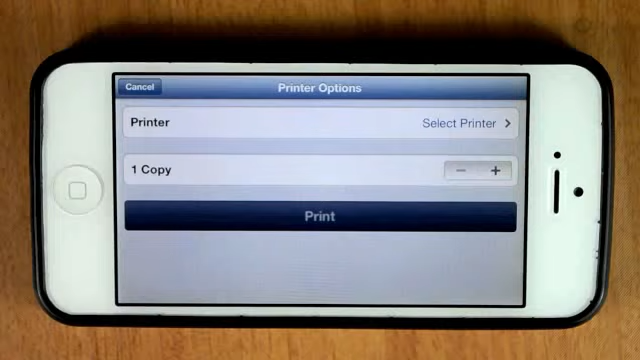 Cancel
Printer Options
Printer
Select Printer
1 Copy
Print